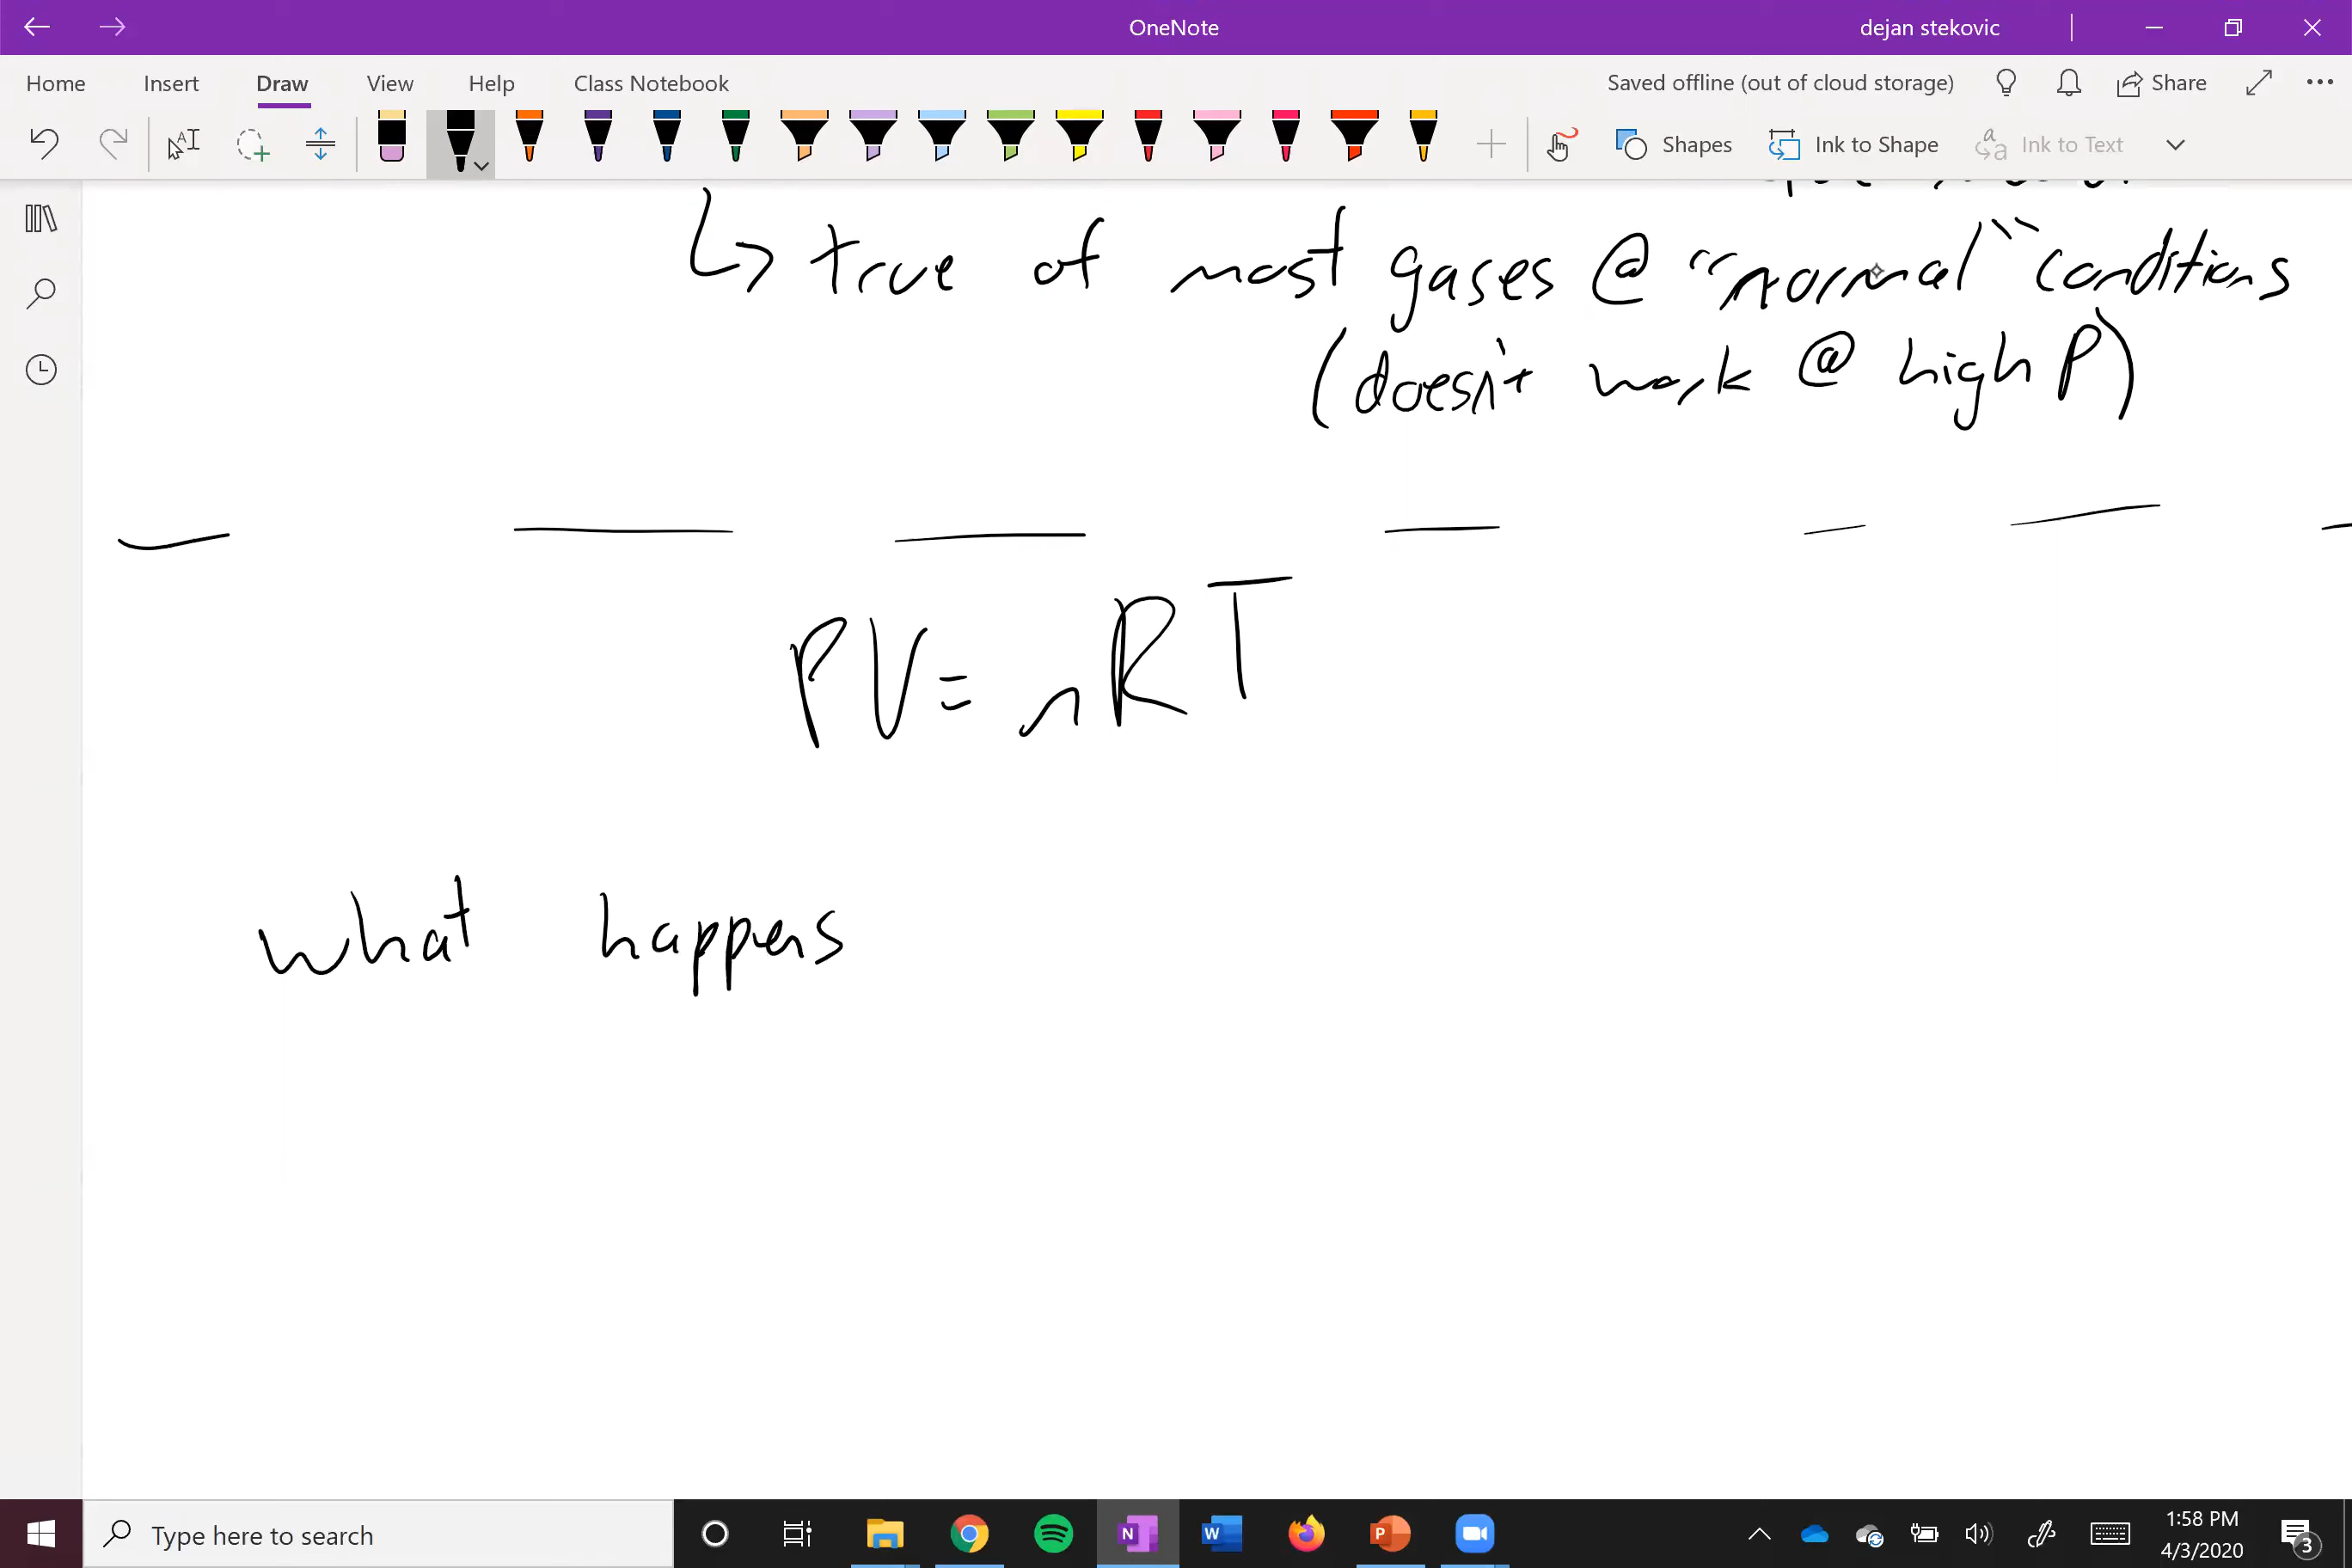 OneNote
dejan stekovic
Home Insert Draw View Help Class Notebook
Saved offline (out of cloud storage)
Share
Shapes
Ink to Shape
Ink to Text
↳ true of most gases @ "normal" conditions
(doesn't work @ high P)
PV = nRT
what happens
Type here to search
1:58 PM
4/3/2020
3